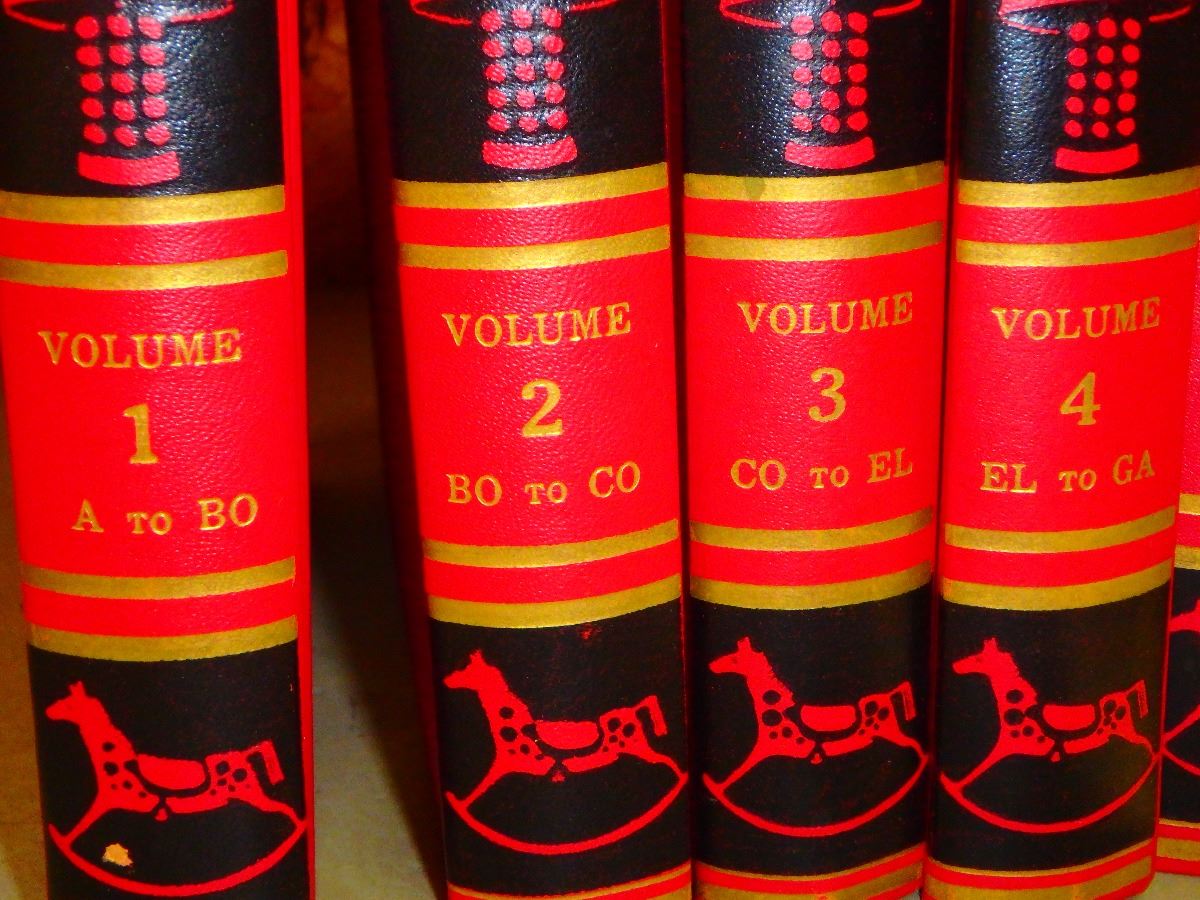 VOLUME
1
A TO BO
VOLUME
2
BO TO CO
VOLUME
3
CO TO EL
VOLUME
4
EL TO GA